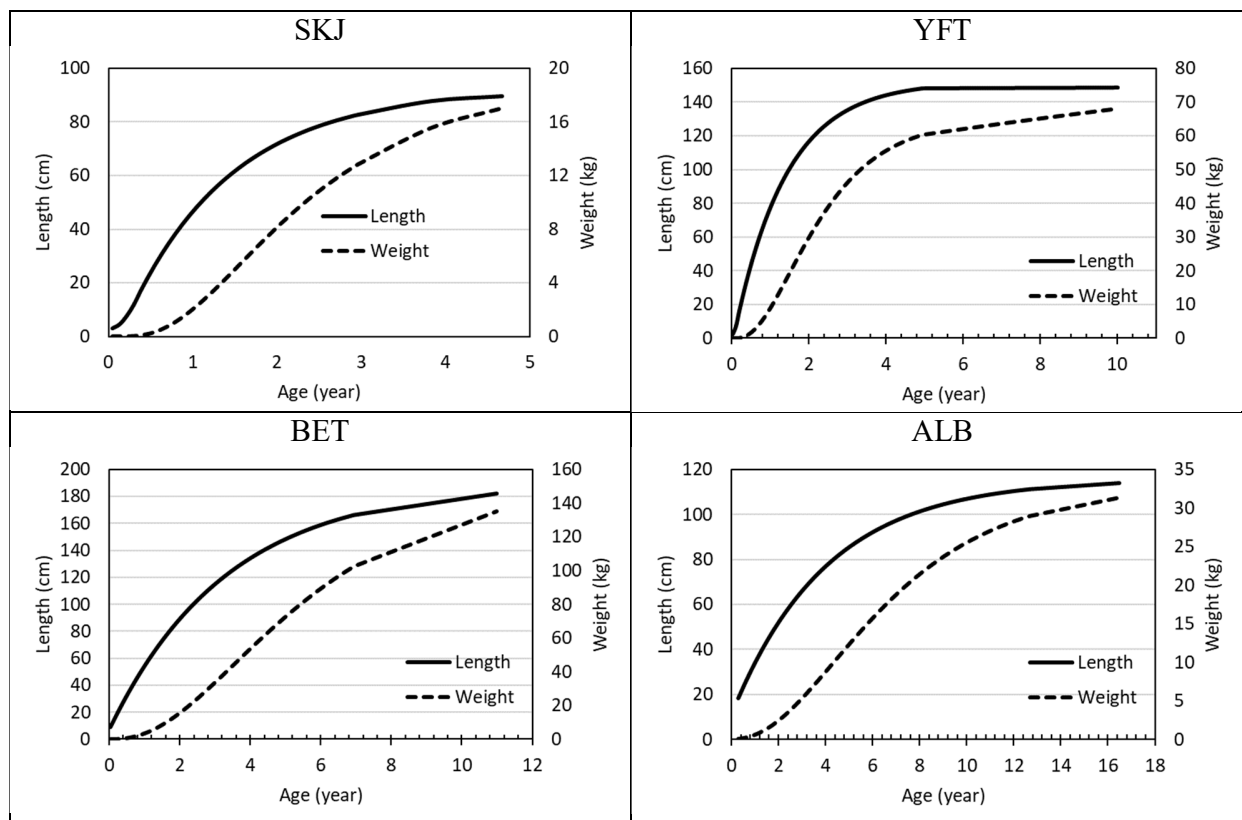 SKJ
100
80
60
40
20
0
Length (cm)
20
16
12
8
4
0
Weight (kg)
Length
Weight
0 1 2 3 4 5
Age (year)
YFT
160
140
120
100
80
60
40
20
0
Length (cm)
80
70
60
50
40
30
20
10
0
Weight (kg)
Length
Weight
0 2 4 6 8 10
Age (year)
BET
200
180
160
140
120
100
80
60
40
20
0
Length (cm)
160
140
120
100
80
60
40
20
0
Weight (kg)
Length
Weight
0 2 4 6 8 10 12
Age (year)
ALB
120
100
80
60
40
20
0
Length (cm)
35
30
25
20
15
10
5
0
Weight (kg)
Length
Weight
0 2 4 6 8 10 12 14 16 18
Age (year)